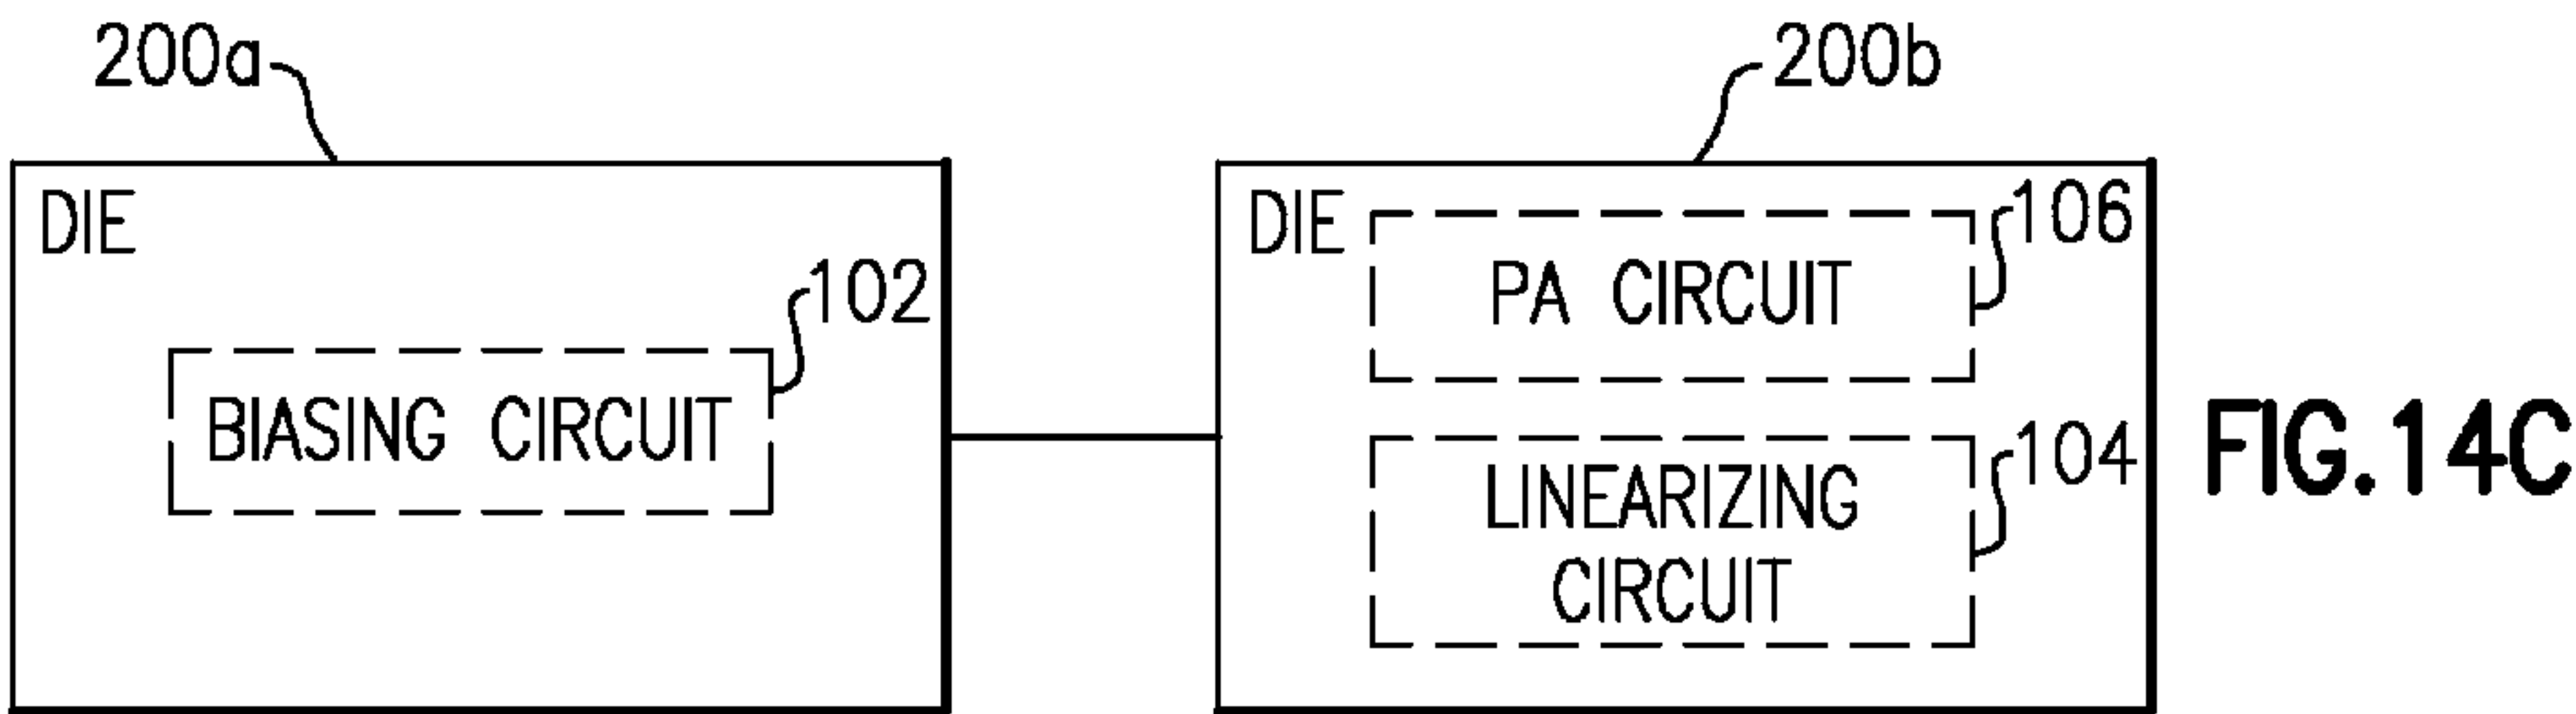 200a
DIE
102
BIASING CIRCUIT
200b
DIE
106
PA CIRCUIT
104
LINEARIZING
CIRCUIT
FIG.14C